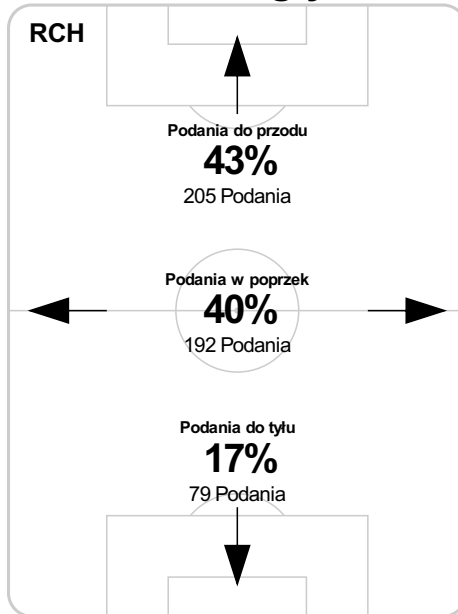 RCH
Podania do przodu
43%
205 Podania
Podania w poprzek
40%
192 Podania
Podania do tyłu
17%
79 Podania